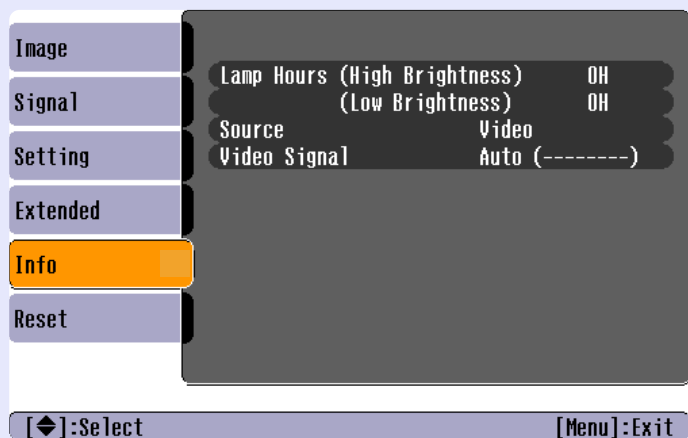 Image
Signal
Setting
Extended
Info
Reset
Lamp Hours (High Brightness) 0H
(Low Brightness) 0H
Source Video
Video Signal Auto (--------)
[◆]:Select [Menu]:Exit